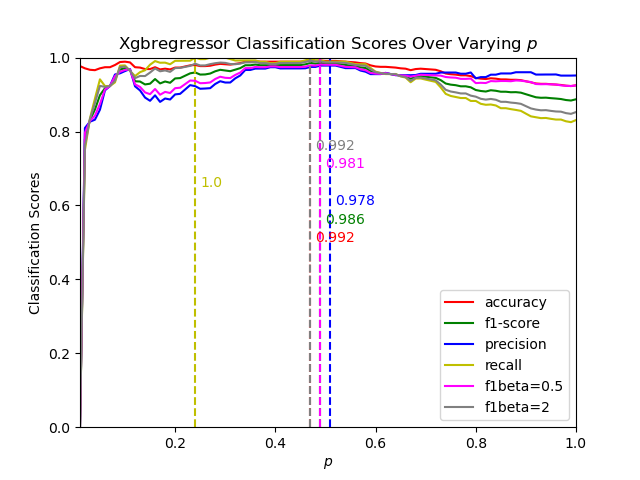 Xgbregressor Classification Scores Over Varying p
Classification Scores
1.0
0.8
0.6
0.4
0.2
0.0
0.992
0.981
1.0
0.978
0.986
0.992
accuracy
f1-score
precision
recall
f1beta=0.5
f1beta=2
0.2 0.4 0.6 0.8 1.0
p